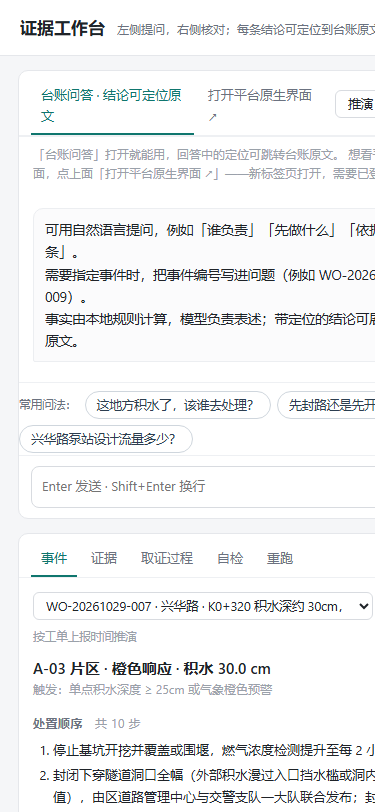 证据工作台 左侧提问，右侧核对；每条结论可定位到台账原文
台账问答 · 结论可定位原
文
打开平台原生界面
↗
推演
「台账问答」打开就能用，回答中的定位可跳转台账原文。 想看平
面，点上面「打开平台原生界面 ↗」——新标签页打开，需要已登
可用自然语言提问，例如「谁负责」「先做什么」「依据
条」。
需要指定事件时，把事件编号写进问题（例如 WO-2026
009）。
事实由本地规则计算，模型负责表述；带定位的结论可展
原文。
常用问法： 这地方积水了，该谁去处理？ 先封路还是先开
兴华路泵站设计流量多少？
Enter 发送 · Shift+Enter 换行
事件 证据 取证过程 自检 重跑
WO-20261029-007 · 兴华路 · K0+320 积水深约 30cm，
按工单上报时间推演
A-03 片区 · 橙色响应 · 积水 30.0 cm
触发：单点积水深度 ≥ 25cm 或气象橙色预警
处置顺序 共 10 步
1. 停止基坑开挖并覆盖或围堰，燃气浓度检测提升至每 2 小
2. 封闭下穿隧道洞口全幅（外部积水漫过入口挡水槛或洞内
值），由区道路管理中心与交警支队一大队联合发布；封